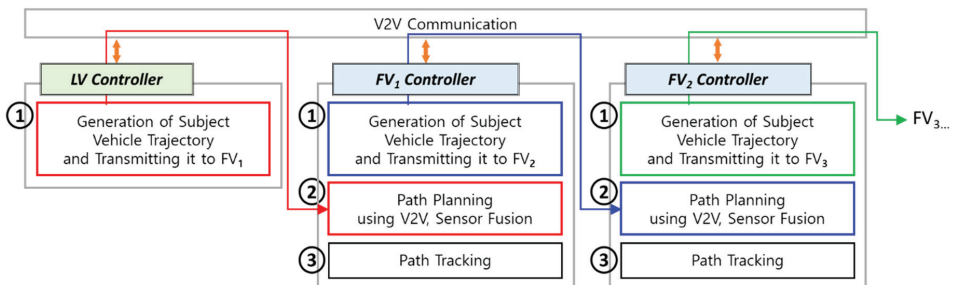 V2V Communication
LV Controller
① Generation of Subject
Vehicle Trajectory
and Transmitting it to FV₁
FV₁ Controller
① Generation of Subject
Vehicle Trajectory
and Transmitting it to FV₂
② Path Planning
using V2V, Sensor Fusion
③ Path Tracking
FV₂ Controller
① Generation of Subject
Vehicle Trajectory
and Transmitting it to FV₃
② Path Planning
using V2V, Sensor Fusion
③ Path Tracking
FV₃...